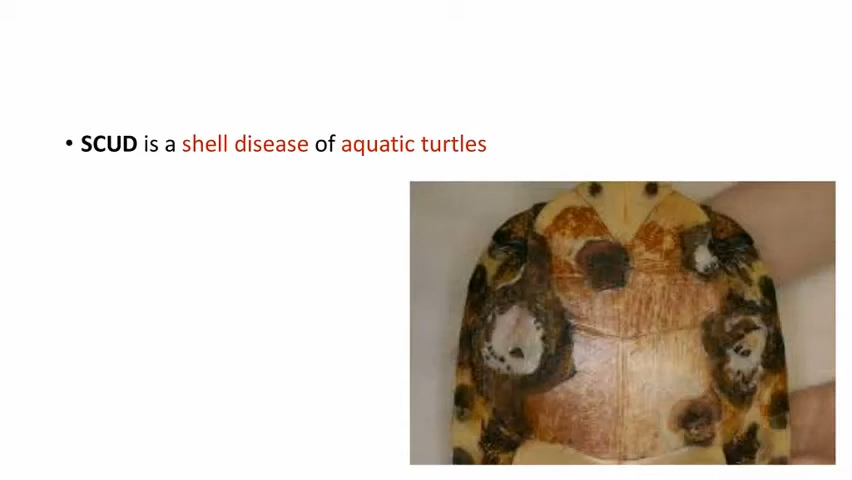 • SCUD is a shell disease of aquatic turtles